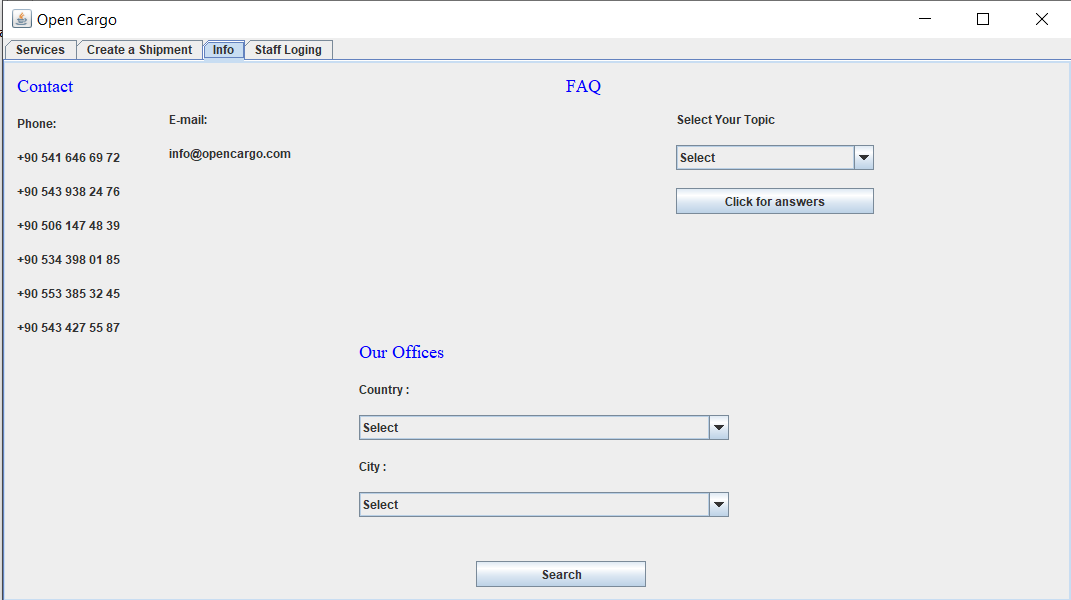 Open Cargo
Services Create a Shipment Info Staff Loging
Contact
Phone:
+90 541 646 69 72
+90 543 938 24 76
+90 506 147 48 39
+90 534 398 01 85
+90 553 385 32 45
+90 543 427 55 87
E-mail:
info@opencargo.com
FAQ
Select Your Topic
Select
Click for answers
Our Offices
Country :
Select
City :
Select
Search